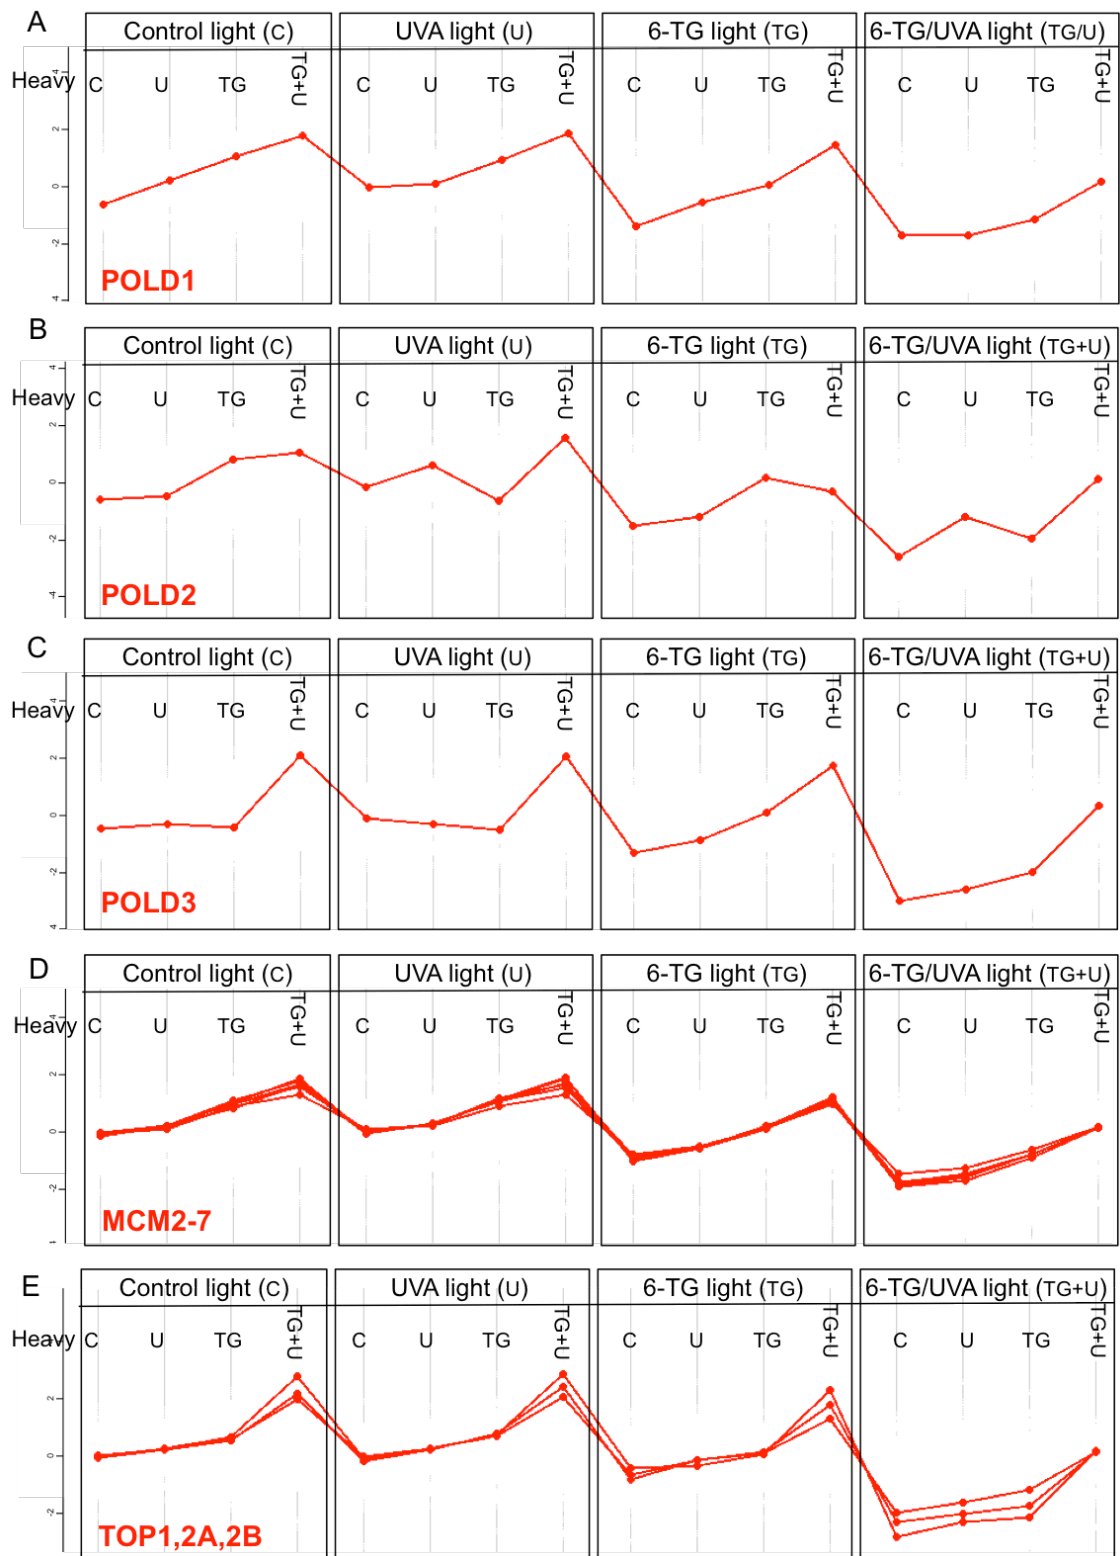 A
Control light (C) UVA light (U) 6-TG light (TG) 6-TG/UVA light (TG/U)
Heavy C U TG TG+U C U TG TG+U C U TG TG+U C U TG TG+U
4
2
0
-2
4
POLD1
B
Control light (C) UVA light (U) 6-TG light (TG) 6-TG/UVA light (TG+U)
4
Heavy C U TG TG+U C U TG TG+U C U TG TG+U C U TG TG+U
2
0
-2
-4
POLD2
C
Control light (C) UVA light (U) 6-TG light (TG) 6-TG/UVA light (TG+U)
4
Heavy C U TG TG+U C U TG TG+U C U TG TG+U C U TG TG+U
2
0
-2
4
POLD3
D
Control light (C) UVA light (U) 6-TG light (TG) 6-TG/UVA light (TG+U)
4
Heavy C U TG TG+U C U TG TG+U C U TG TG+U C U TG TG+U
2
0
-2
MCM2-7
E
Control light (C) UVA light (U) 6-TG light (TG) 6-TG/UVA light (TG+U)
Heavy C U TG TG+U C U TG TG+U C U TG TG+U C U TG TG+U
2
0
-2
TOP1,2A,2B